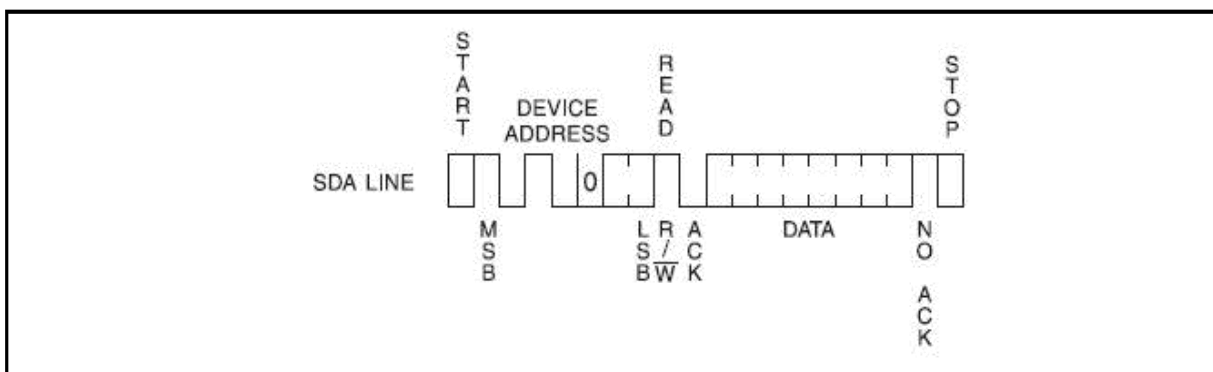 START
READ
STOP
DEVICE
ADDRESS
SDA LINE
0
MSB
LSB
R/W
ACK
DATA
NO ACK